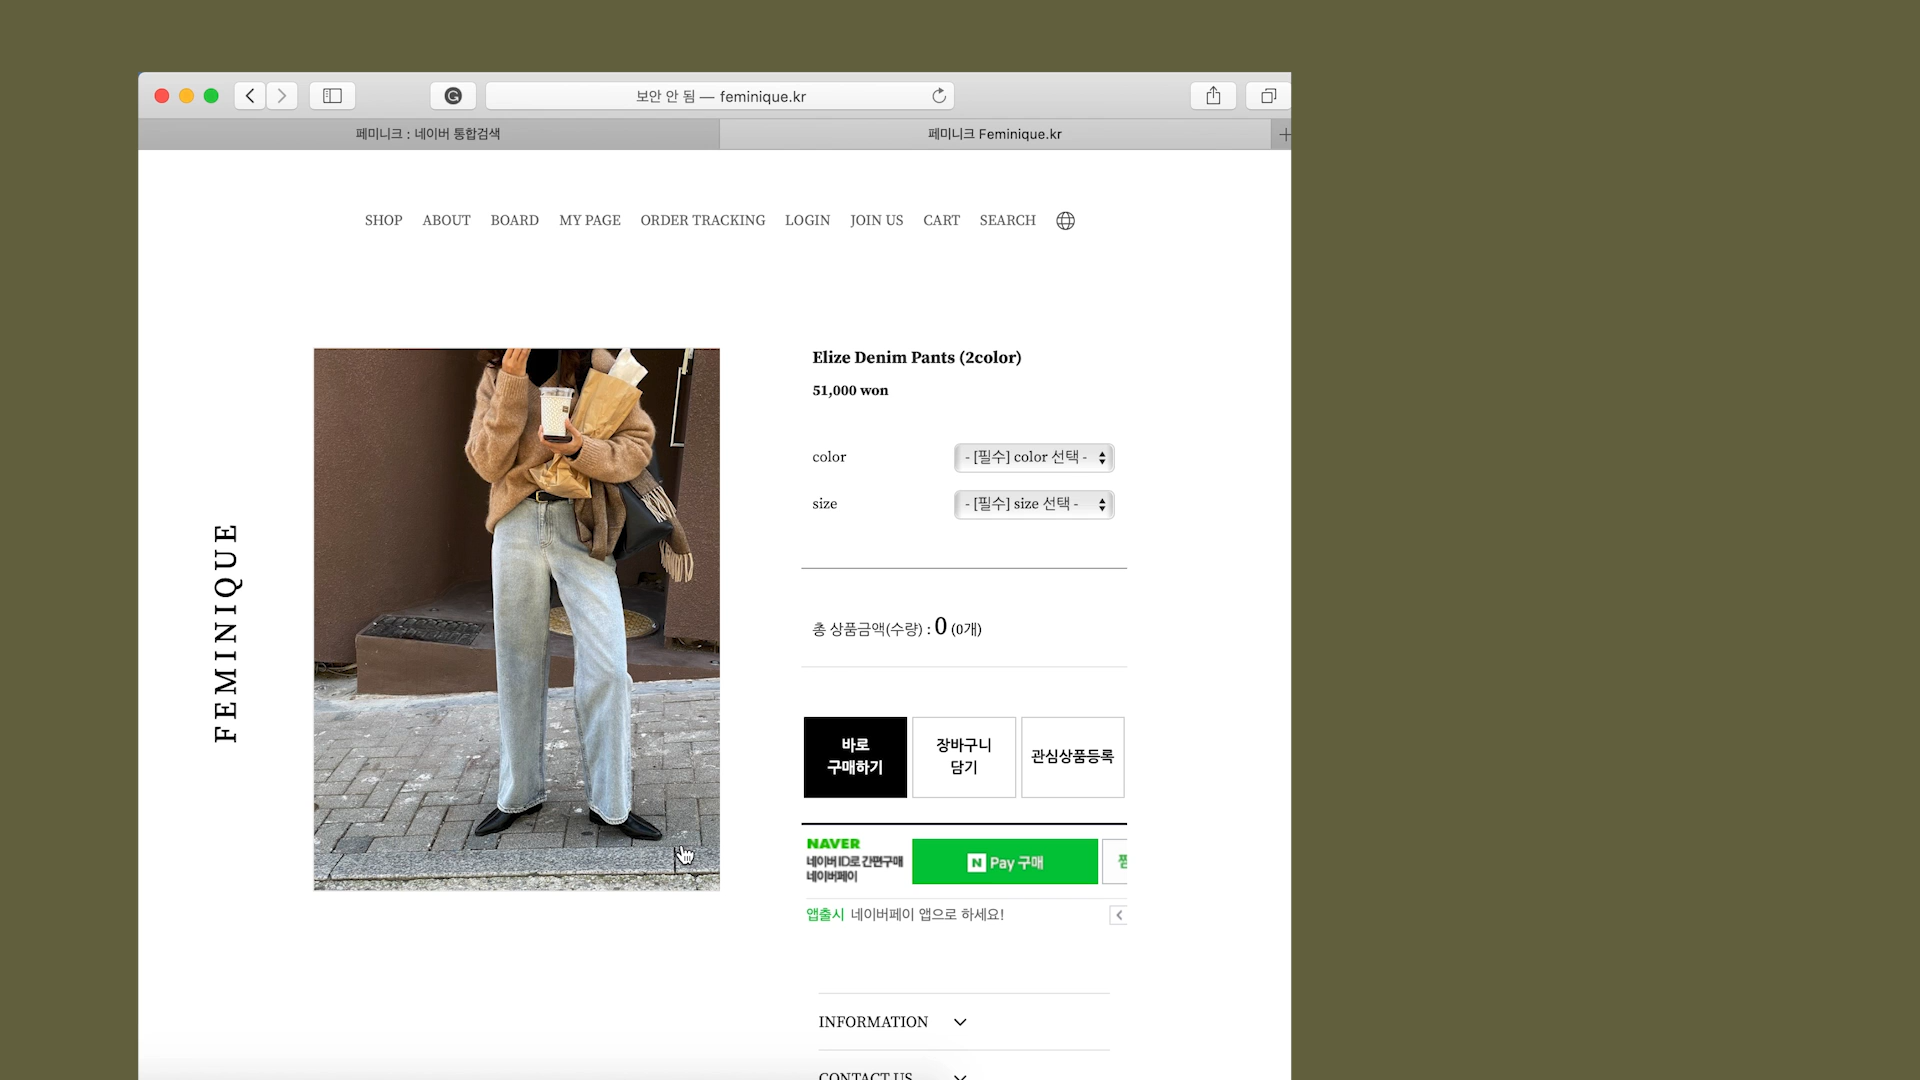 보안 안 됨 — feminique.kr
페미니크 : 네이버 통합검색
페미니크 Feminique.kr
SHOP ABOUT BOARD MY PAGE ORDER TRACKING LOGIN JOIN US CART SEARCH
FEMINIQUE
Elize Denim Pants (2color)
51,000 won
color
- [필수] color 선택 -
size
- [필수] size 선택 -
총 상품금액(수량) : 0 (0개)
바로
구매하기
장바구니
담기
관심상품등록
NAVER
네이버 ID로 간편구매
네이버페이
N Pay 구매
앱출시 네이버페이 앱으로 하세요!
INFORMATION
CONTACT US